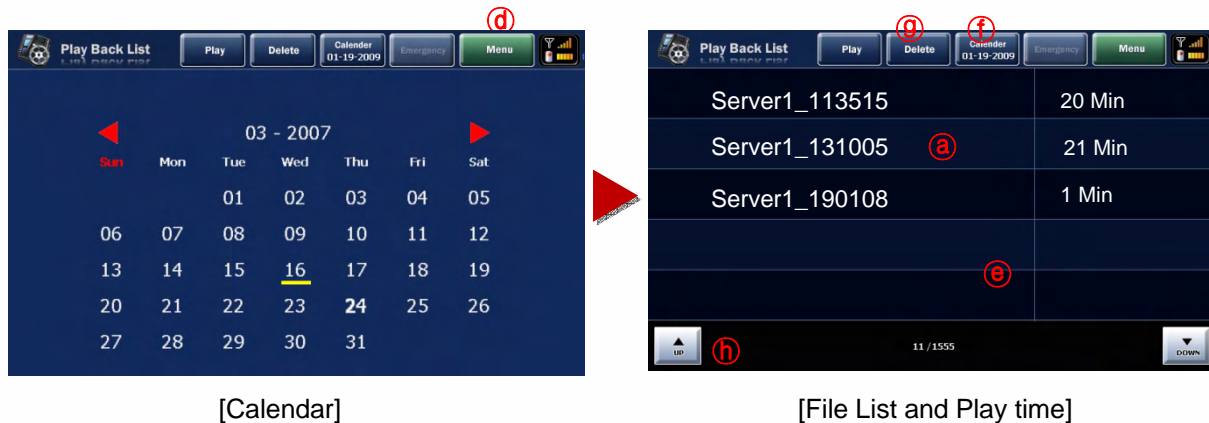 ⓓ
Play Back List
Play
Delete
Calender
01-19-2009
Emergency
Menu
03 - 2007
Sun Mon Tue Wed Thu Fri Sat
01 02 03 04 05
06 07 08 09 10 11 12
13 14 15 16 17 18 19
20 21 22 23 24 25 26
27 28 29 30 31
[Calendar]
ⓖ ⓕ
Play Back List
Play
Delete
Calender
01-19-2009
Emergency
Menu
Server1_113515 20 Min
Server1_131005 ⓐ 21 Min
Server1_190108 1 Min
ⓔ
UP
ⓗ
11 /1555
DOWN
[File List and Play time]